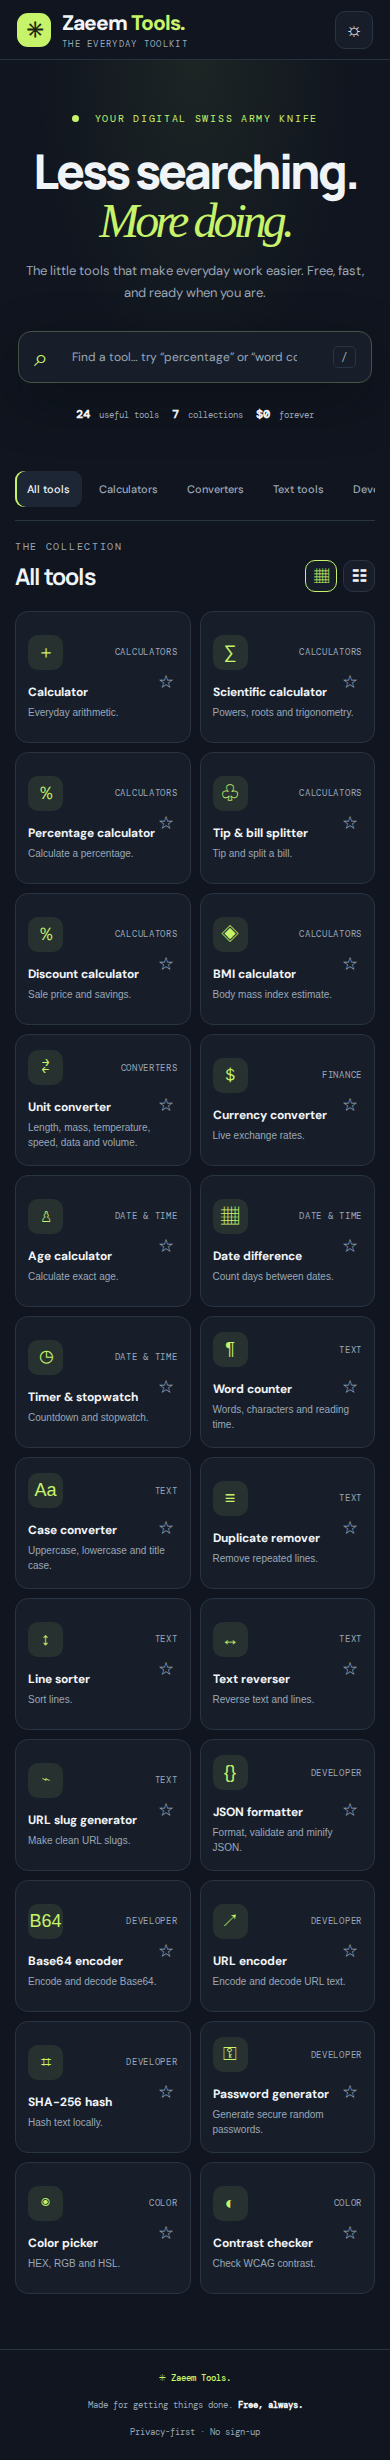 Zaeem Tools.
THE EVERYDAY TOOLKIT
YOUR DIGITAL SWISS ARMY KNIFE
Less searching.
More doing.
The little tools that make everyday work easier. Free, fast,
and ready when you are.
Find a tool… try “percentage” or “word cc
/
24 useful tools 7 collections $0 forever
All tools Calculators Converters Text tools Deve
THE COLLECTION
All tools
+ CALCULATORS
Calculator
Everyday arithmetic.
∑ CALCULATORS
Scientific calculator
Powers, roots and trigonometry.
% CALCULATORS
Percentage calculator
Calculate a percentage.
CALCULATORS
Tip & bill splitter
Tip and split a bill.
% CALCULATORS
Discount calculator
Sale price and savings.
CALCULATORS
BMI calculator
Body mass index estimate.
CONVERTERS
Unit converter
Length, mass, temperature,
speed, data and volume.
$ FINANCE
Currency converter
Live exchange rates.
DATE & TIME
Age calculator
Calculate exact age.
DATE & TIME
Date difference
Count days between dates.
DATE & TIME
Timer & stopwatch
Countdown and stopwatch.
¶ TEXT
Word counter
Words, characters and reading
time.
Aa TEXT
Case converter
Uppercase, lowercase and title
case.
≡ TEXT
Duplicate remover
Remove repeated lines.
↕ TEXT
Line sorter
Sort lines.
↔ TEXT
Text reverser
Reverse text and lines.
~ TEXT
URL slug generator
Make clean URL slugs.
{} DEVELOPER
JSON formatter
Format, validate and minify
JSON.
B64 DEVELOPER
Base64 encoder
Encode and decode Base64.
↗ DEVELOPER
URL encoder
Encode and decode URL text.
⌗ DEVELOPER
SHA-256 hash
Hash text locally.
DEVELOPER
Password generator
Generate secure random
passwords.
COLOR
Color picker
HEX, RGB and HSL.
COLOR
Contrast checker
Check WCAG contrast.
✳ Zaeem Tools.
Made for getting things done. Free, always.
Privacy-first · No sign-up